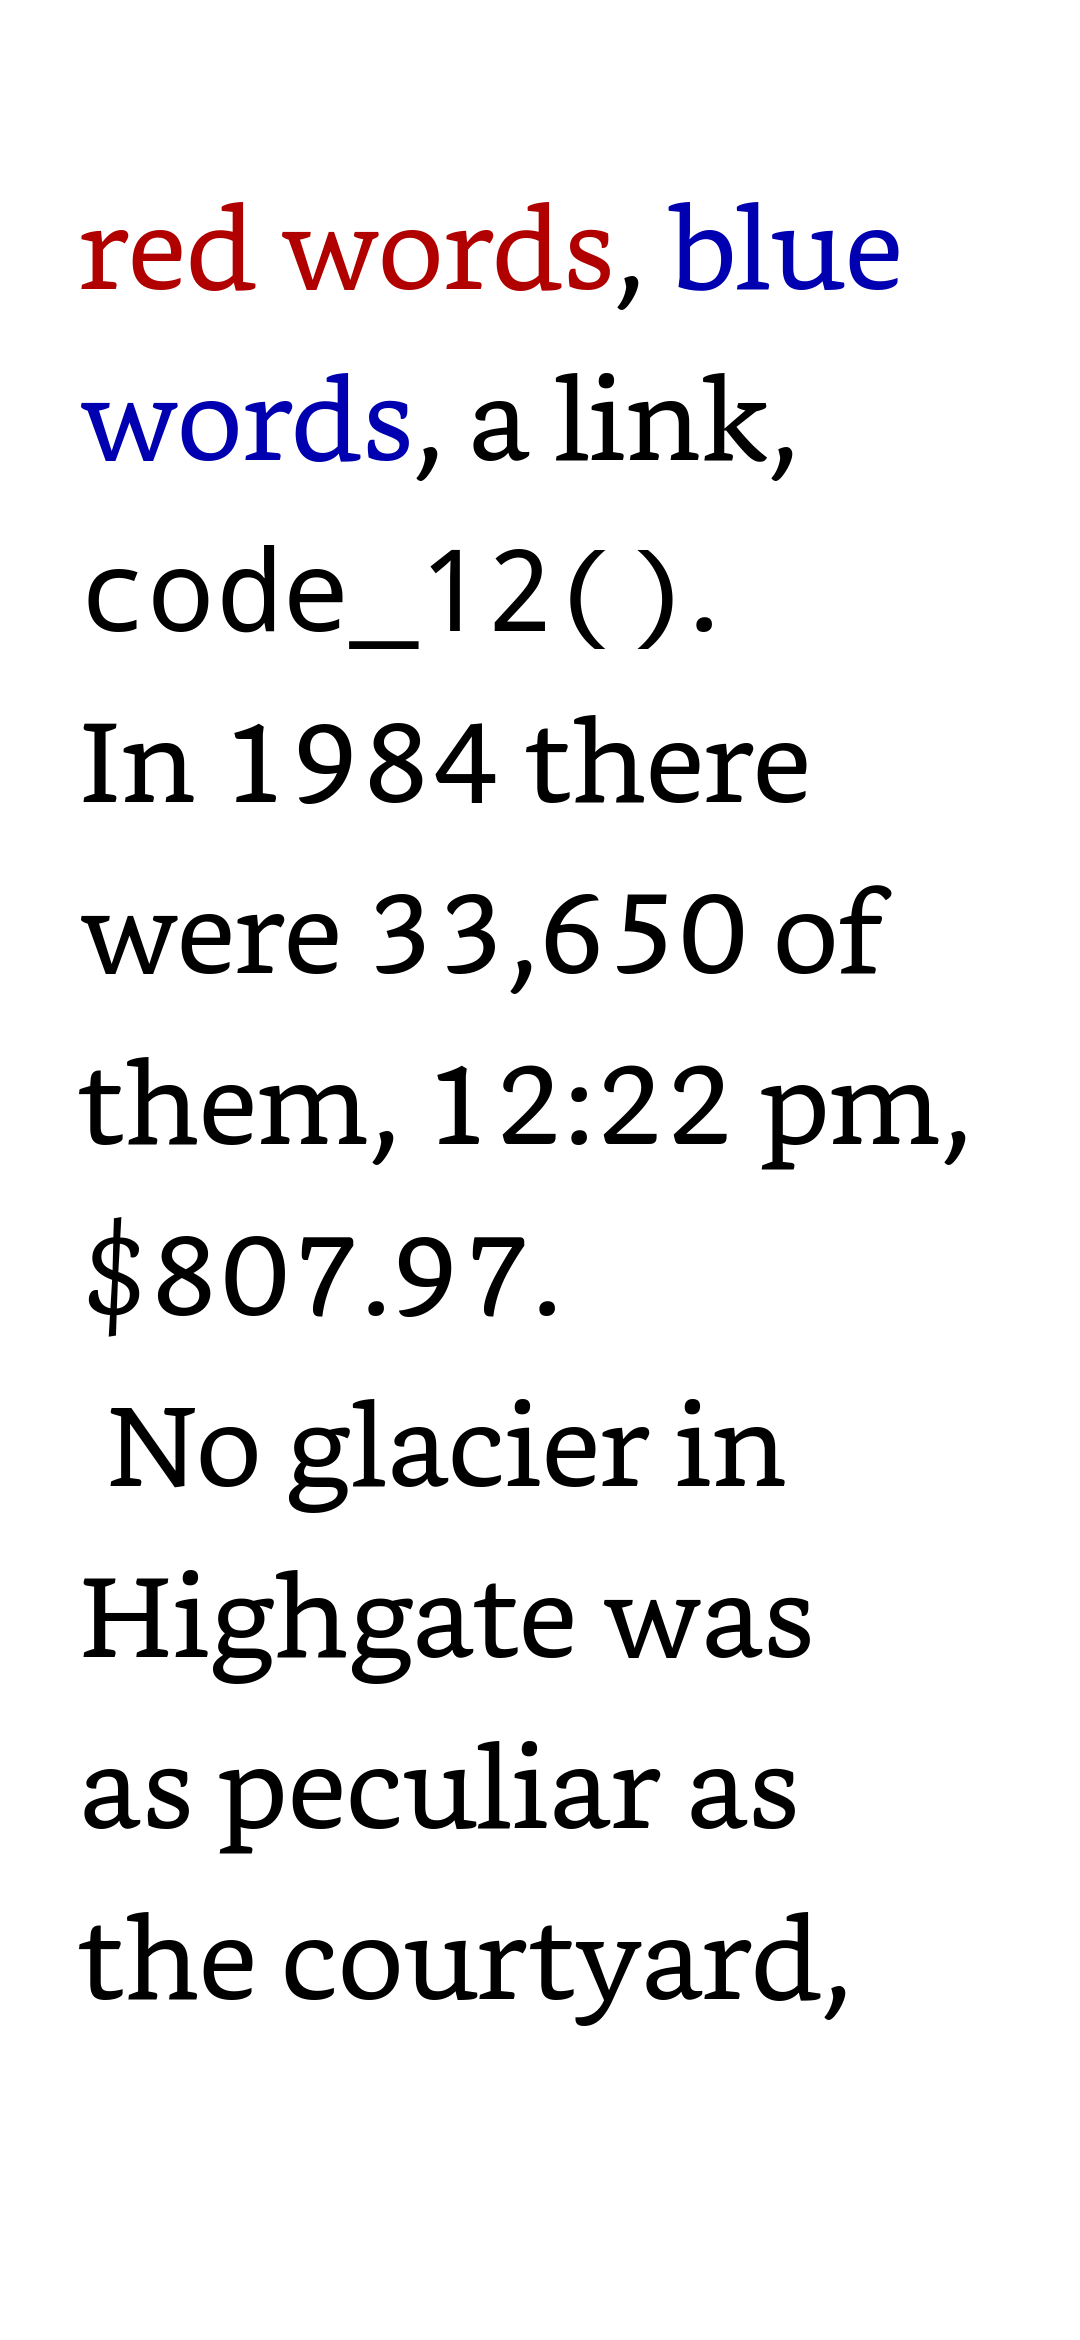 red words, blue
words, a link,
code_12().
In 1984 there
were 33,650 of
them, 12:22 pm,
$807.97.
No glacier in
Highgate was
as peculiar as
the courtyard,